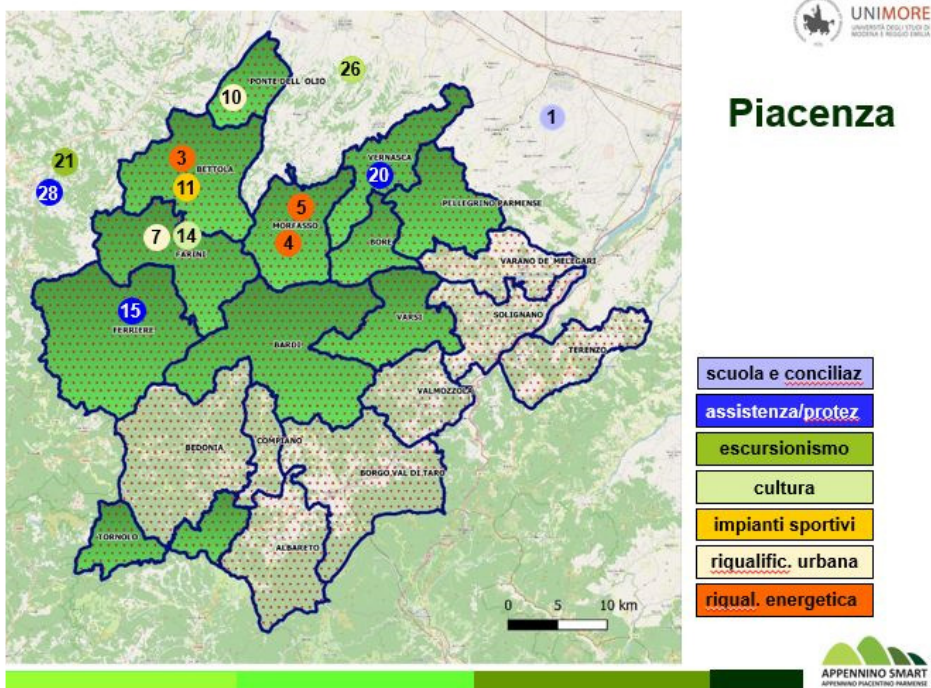 UNIMORE
UNIVERSITÀ DEGLI STUDI DI
MODENA E REGGIO EMILIA
Piacenza
26
PONTE DELL' OLIO
10
1
3
BETTOLA
VERNASCA
21
11
20
28
5
PELLEGRINO PARMENSE
MORFASSO
7
14
4
BORE
FARINI
VARANO DE' MELEGARI
15
FERRIERE
VARSI
SOLIGNANO
BARDI
TERENZO
VALMOZZOLA
BEDONIA
COMPIANO
BORGO VAL DI TARO
TORNOLO
ALBARETO
0 5 10 km
scuola e conciliaz
assistenza/protez
escursionismo
cultura
impianti sportivi
riqualific. urbana
riqual. energetica
APPENNINO SMART
APPENNINO PIACENTINO PARMENSE